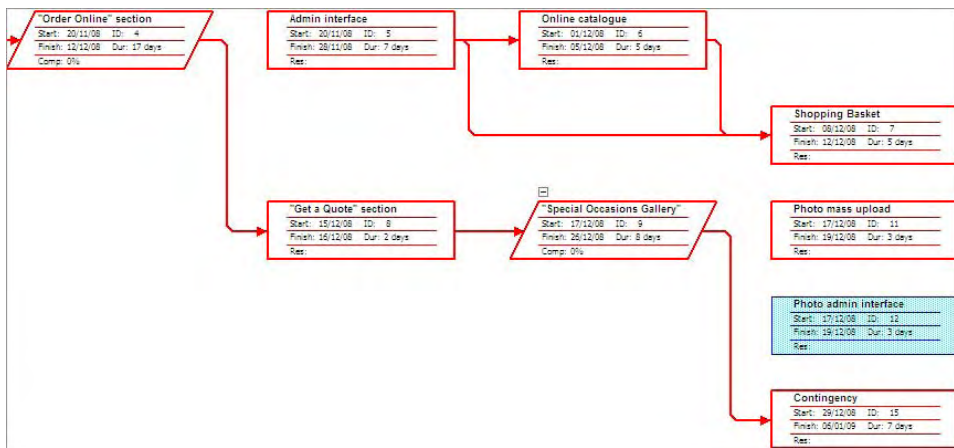 "Order Online" section
Start: 20/11/08 ID: 4
Finish: 12/12/08 Dur: 17 days
Comp: 0%
Admin interface
Start: 20/11/08 ID: 5
Finish: 28/11/08 Dur: 7 days
Res:
Online catalogue
Start: 01/12/08 ID: 6
Finish: 05/12/08 Dur: 5 days
Res:
Shopping Basket
Start: 08/12/08 ID: 7
Finish: 12/12/08 Dur: 5 days
Res:
"Get a Quote" section
Start: 15/12/08 ID: 8
Finish: 16/12/08 Dur: 2 days
Res:
"Special Occasions Gallery"
Start: 17/12/08 ID: 9
Finish: 26/12/08 Dur: 8 days
Comp: 0%
Photo mass upload
Start: 17/12/08 ID: 11
Finish: 19/12/08 Dur: 3 days
Res:
Photo admin interface
Start: 17/12/08 ID: 12
Finish: 19/12/08 Dur: 3 days
Res:
Contingency
Start: 29/12/08 ID: 15
Finish: 06/01/09 Dur: 7 days
Res: